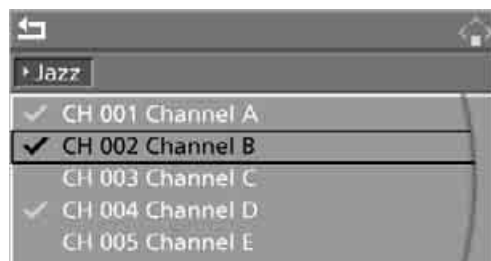 Jazz
CH 001 Channel A
CH 002 Channel B
CH 003 Channel C
CH 004 Channel D
CH 005 Channel E